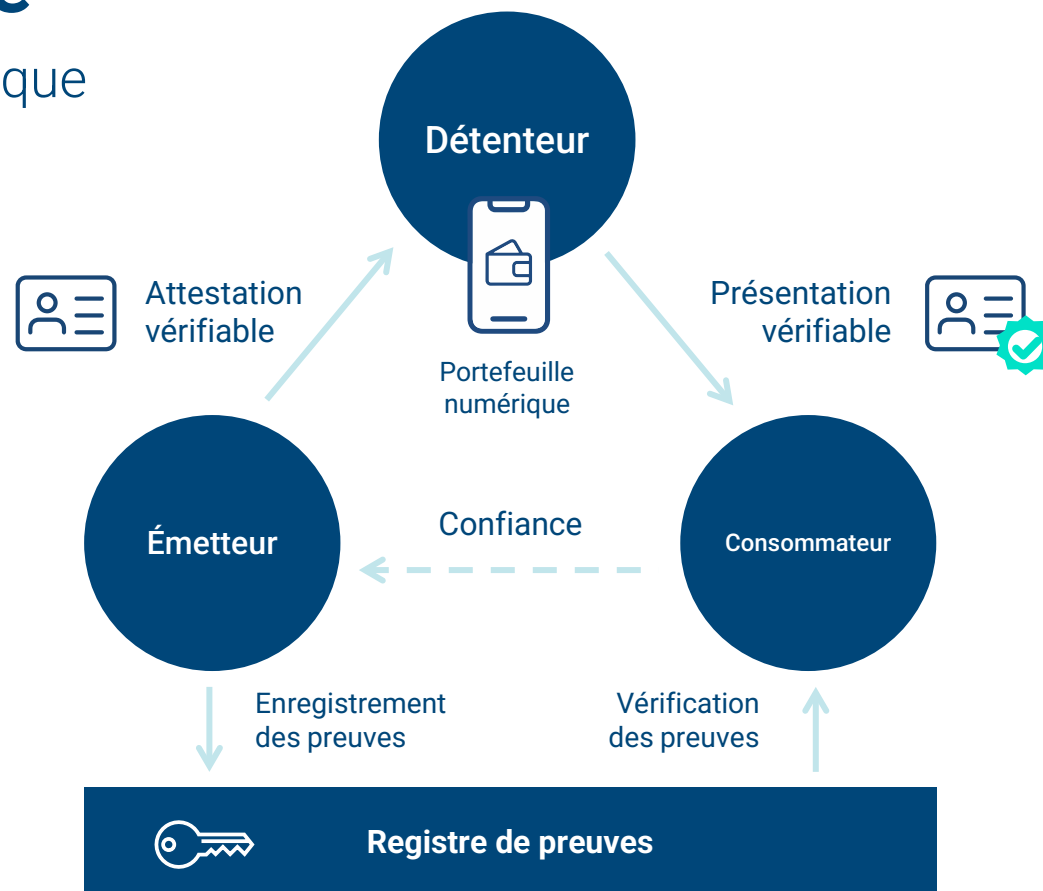 que
Détenteur
Attestation
vérifiable
Présentation
vérifiable
Portefeuille
numérique
Émetteur
Confiance
Consommateur
Enregistrement
des preuves
Vérification
des preuves
Registre de preuves